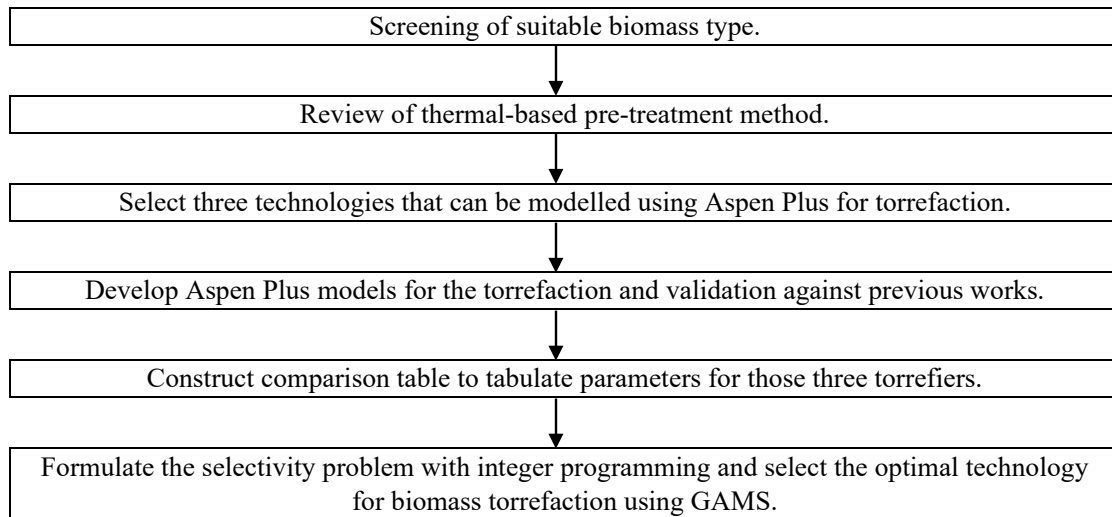 Screening of suitable biomass type.
Review of thermal-based pre-treatment method.
Select three technologies that can be modelled using Aspen Plus for torrefaction.
Develop Aspen Plus models for the torrefaction and validation against previous works.
Construct comparison table to tabulate parameters for those three torrefiers.
Formulate the selectivity problem with integer programming and select the optimal technology
for biomass torrefaction using GAMS.